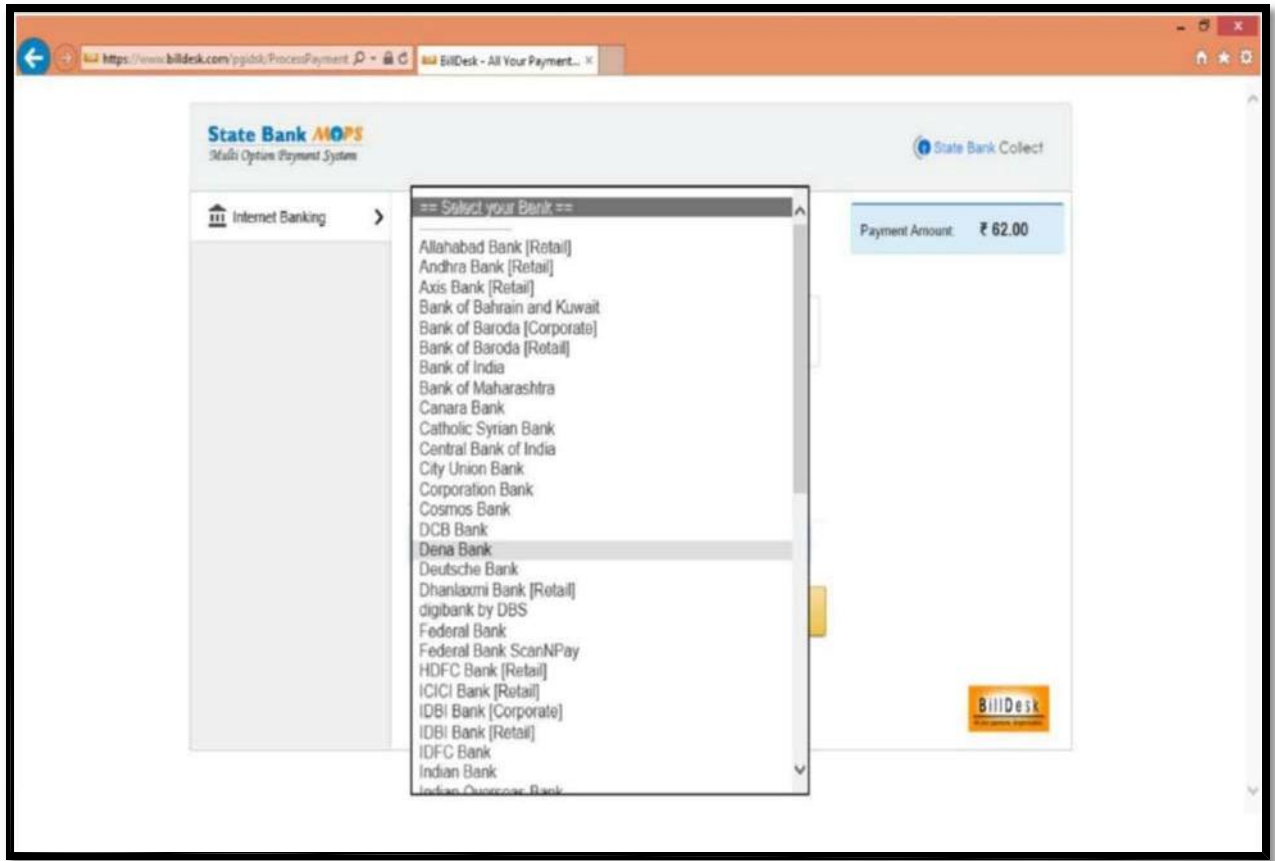 https://www.billdesk.com/pgidsk/ProcessPayment
BillDesk - All Your Payment...
State Bank MOPS
Multi Option Payment System
State Bank Collect
Internet Banking
Payment Amount: ₹ 62.00
== Select your Bank ==
--------------------
Allahabad Bank [Retail]
Andhra Bank [Retail]
Axis Bank [Retail]
Bank of Bahrain and Kuwait
Bank of Baroda [Corporate]
Bank of Baroda [Retail]
Bank of India
Bank of Maharashtra
Canara Bank
Catholic Syrian Bank
Central Bank of India
City Union Bank
Corporation Bank
Cosmos Bank
DCB Bank
Dena Bank
Deutsche Bank
Dhanlaxmi Bank [Retail]
digibank by DBS
Federal Bank
Federal Bank ScanNPay
HDFC Bank [Retail]
ICICI Bank [Retail]
IDBI Bank [Corporate]
IDBI Bank [Retail]
IDFC Bank
Indian Bank
Indian Overseas Bank
BillDesk